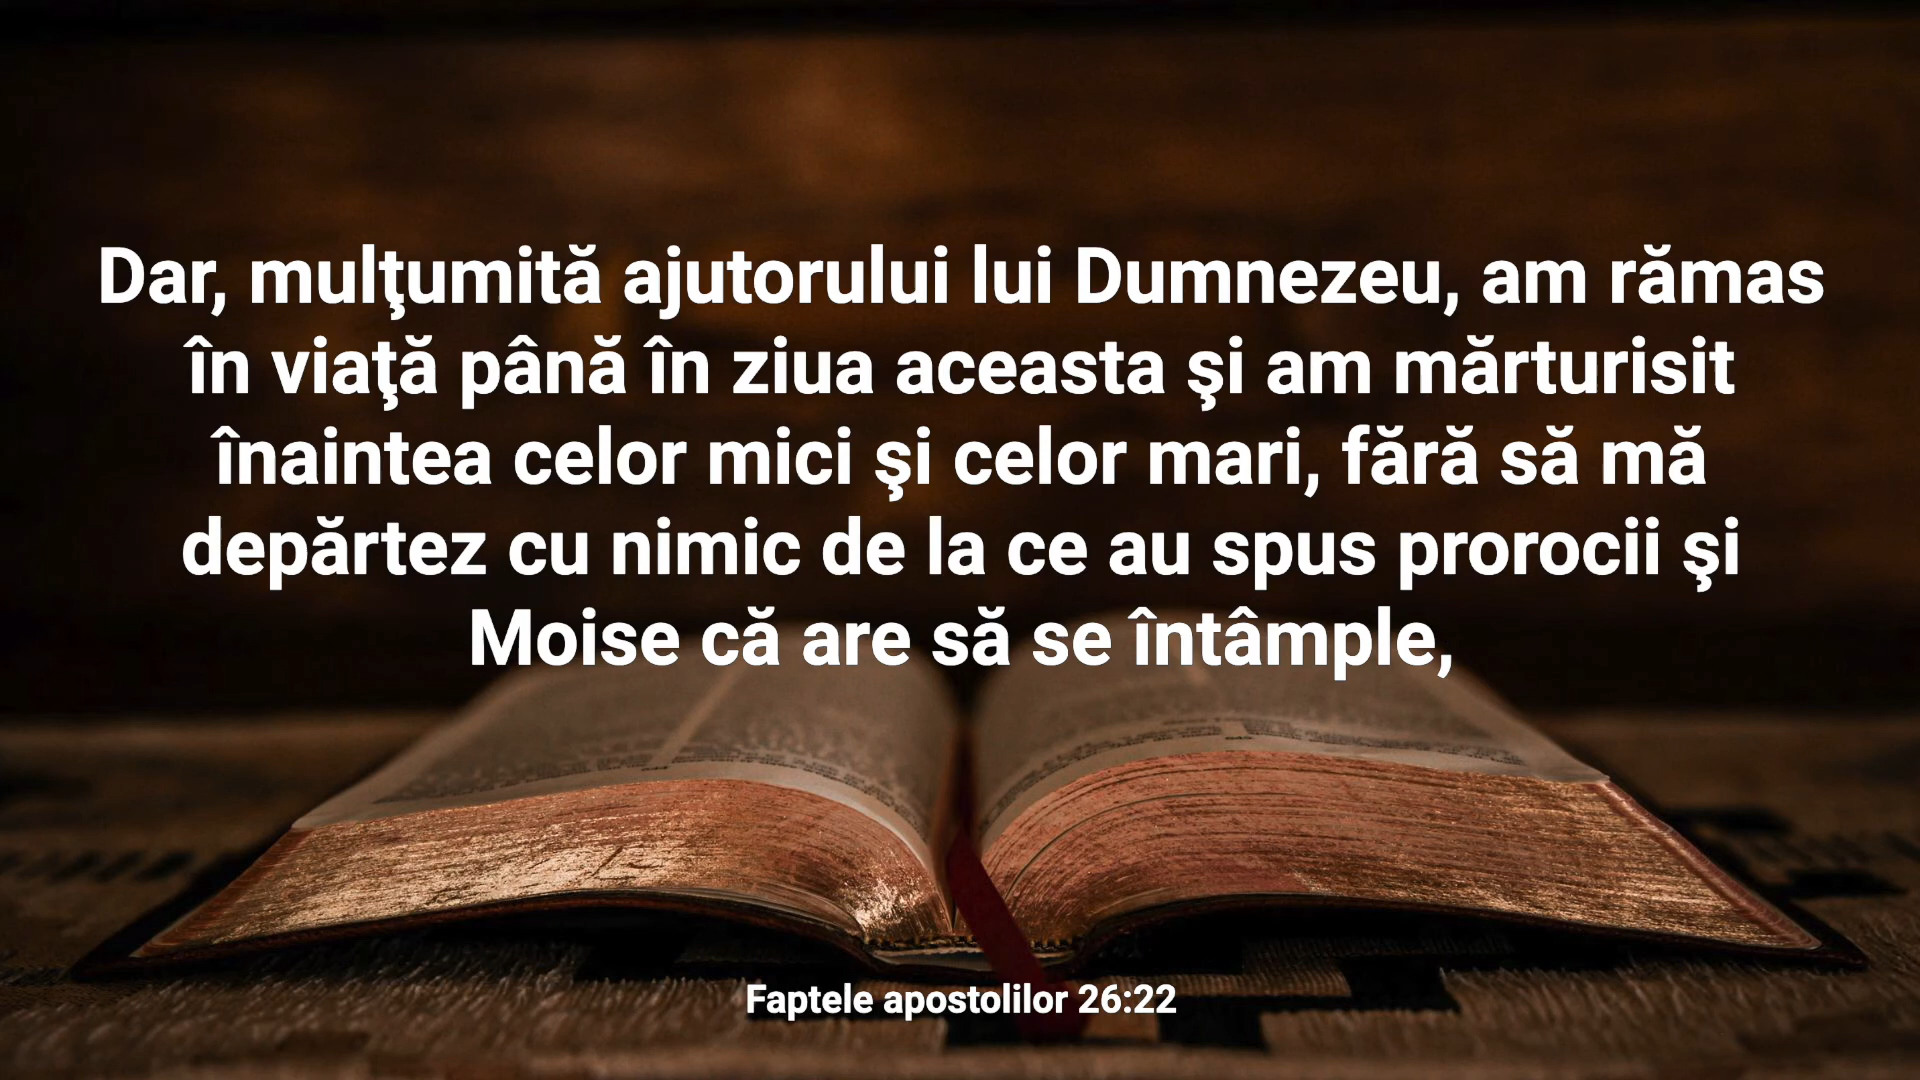 Dar, mulţumită ajutorului lui Dumnezeu, am rămas
în viaţă până în ziua aceasta şi am mărturisit
înaintea celor mici şi celor mari, fără să mă
depărtez cu nimic de la ce au spus prorocii şi
Moise că are să se întâmple,
Faptele apostolilor 26:22